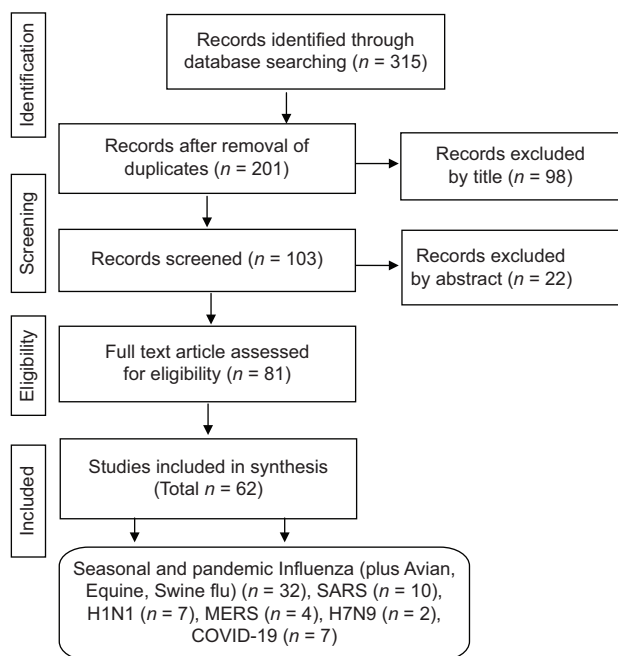 Identification
Records identified through
database searching (n = 315)
Records after removal of
duplicates (n = 201)
Records excluded
by title (n = 98)
Screening
Records screened (n = 103)
Records excluded
by abstract (n = 22)
Eligibility
Full text article assessed
for eligibility (n = 81)
Included
Studies included in synthesis
(Total n = 62)
Seasonal and pandemic Influenza (plus Avian,
Equine, Swine flu) (n = 32), SARS (n = 10),
H1N1 (n = 7), MERS (n = 4), H7N9 (n = 2),
COVID-19 (n = 7)